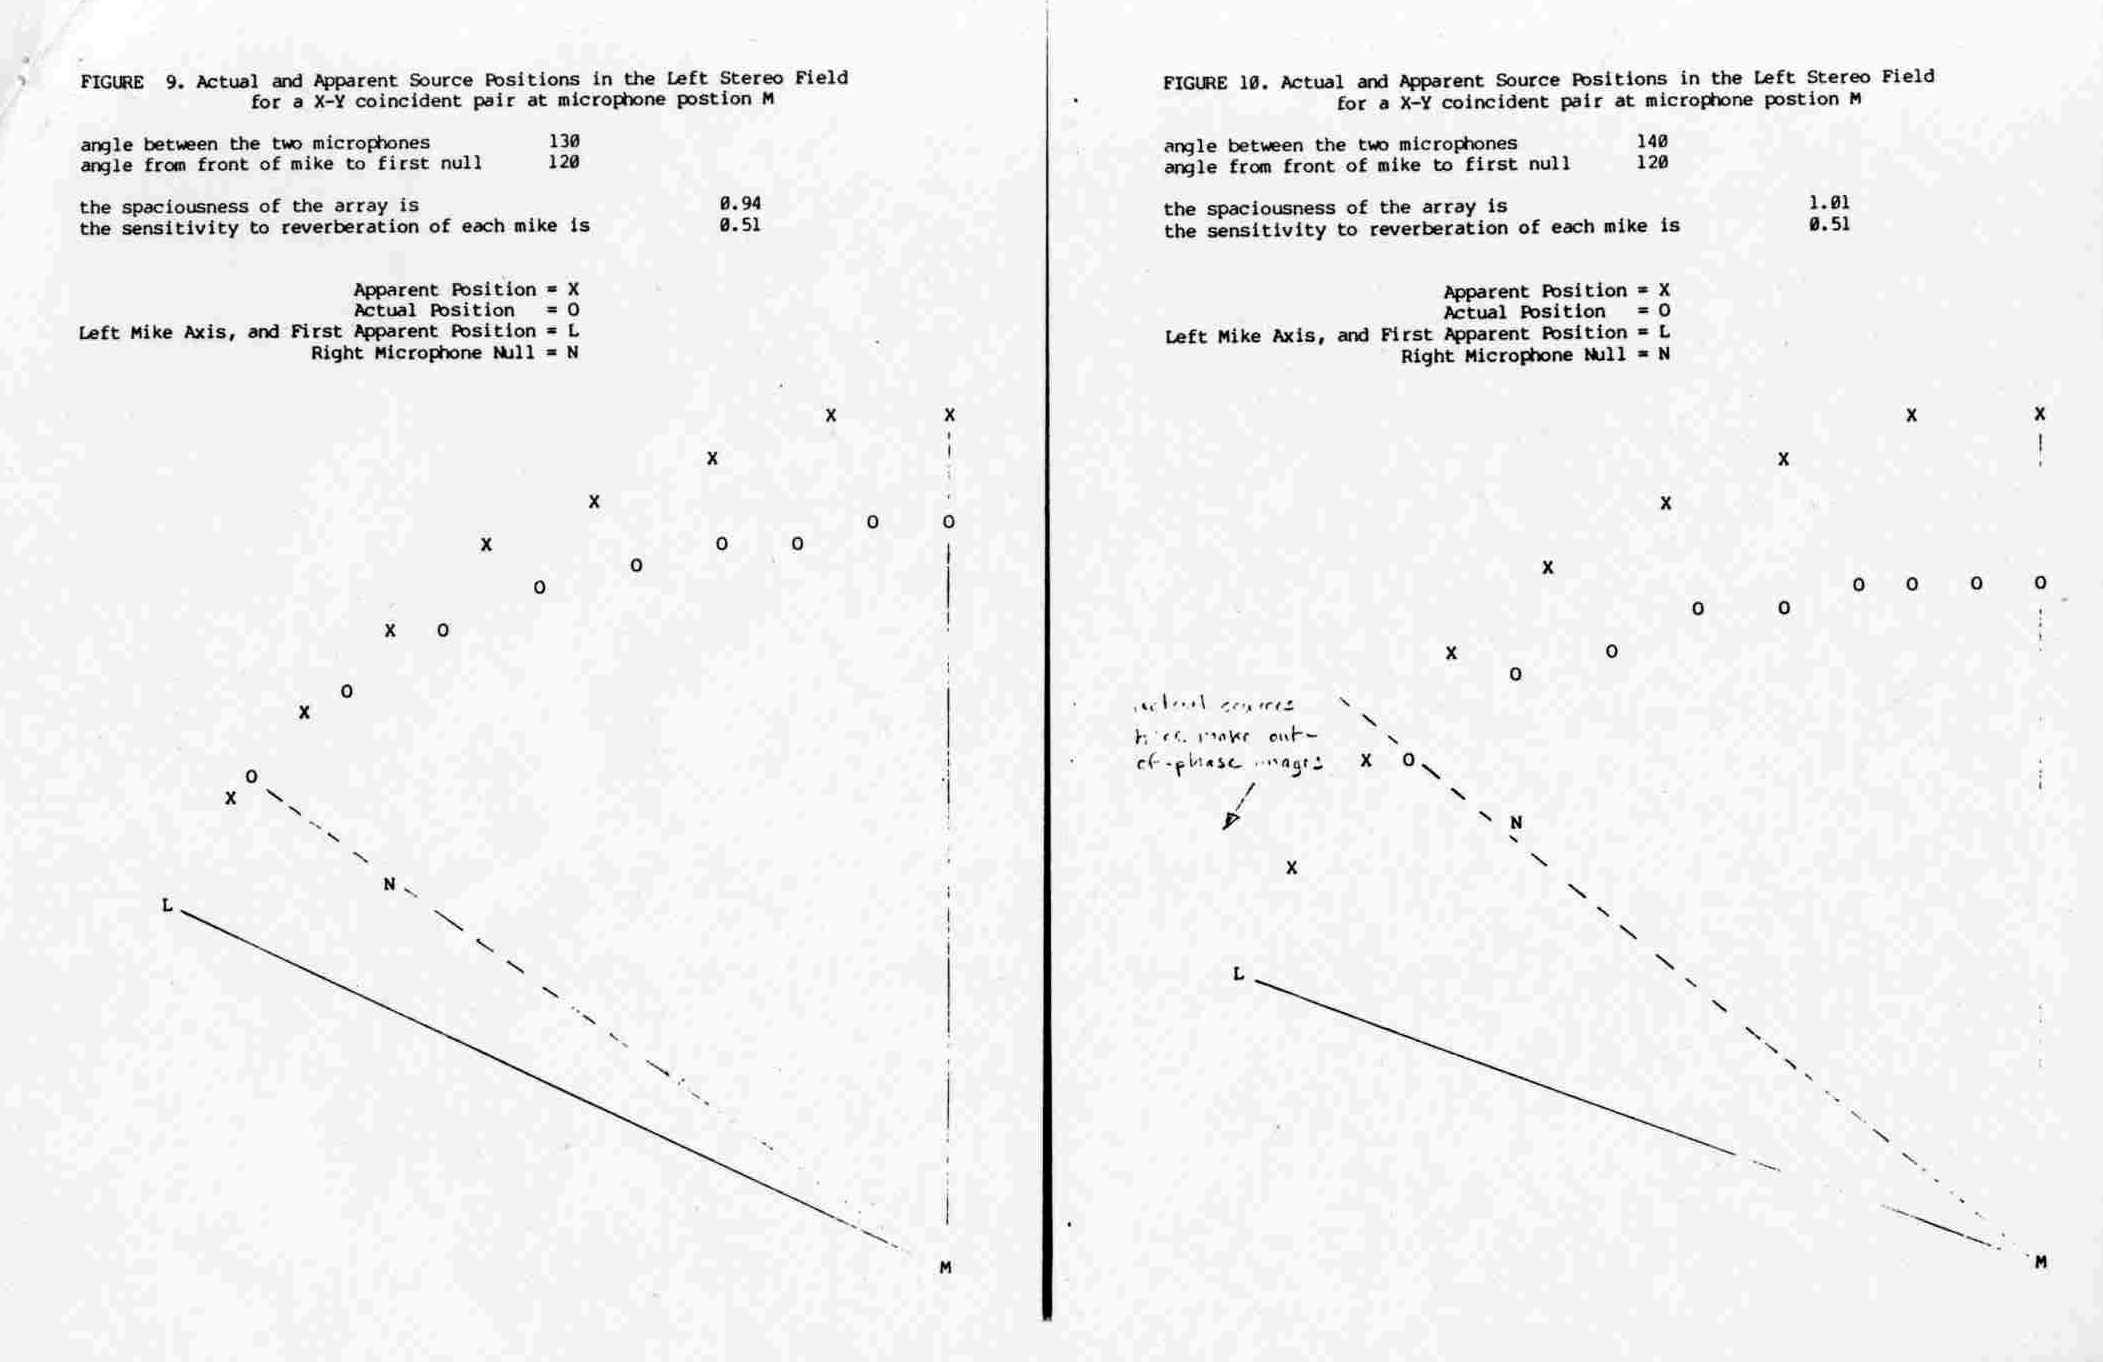 FIGURE  9. Actual and Apparent Source Positions in the Left Stereo Field
for a X-Y coincident pair at microphone postion M
angle between the two microphones 130
angle from front of mike to first null 120
the spaciousness of the array is 0.94
the sensitivity to reverberation of each mike is 0.51
Apparent Position = X
Actual Position = O
Left Mike Axis, and First Apparent Position = L
Right Microphone Null = N
X X
X
X
O O
X O O
O
O
X O
O
X
O
X
N
L
M
FIGURE 10. Actual and Apparent Source Positions in the Left Stereo Field
for a X-Y coincident pair at microphone postion M
angle between the two microphones 140
angle from front of mike to first null 120
the spaciousness of the array is 1.01
the sensitivity to reverberation of each mike is 0.51
Apparent Position = X
Actual Position = O
Left Mike Axis, and First Apparent Position = L
Right Microphone Null = N
X X
X
X
X
O O O O
O O
X O
O
actual sources
make out-
of-phase images X O
N
X
L
M